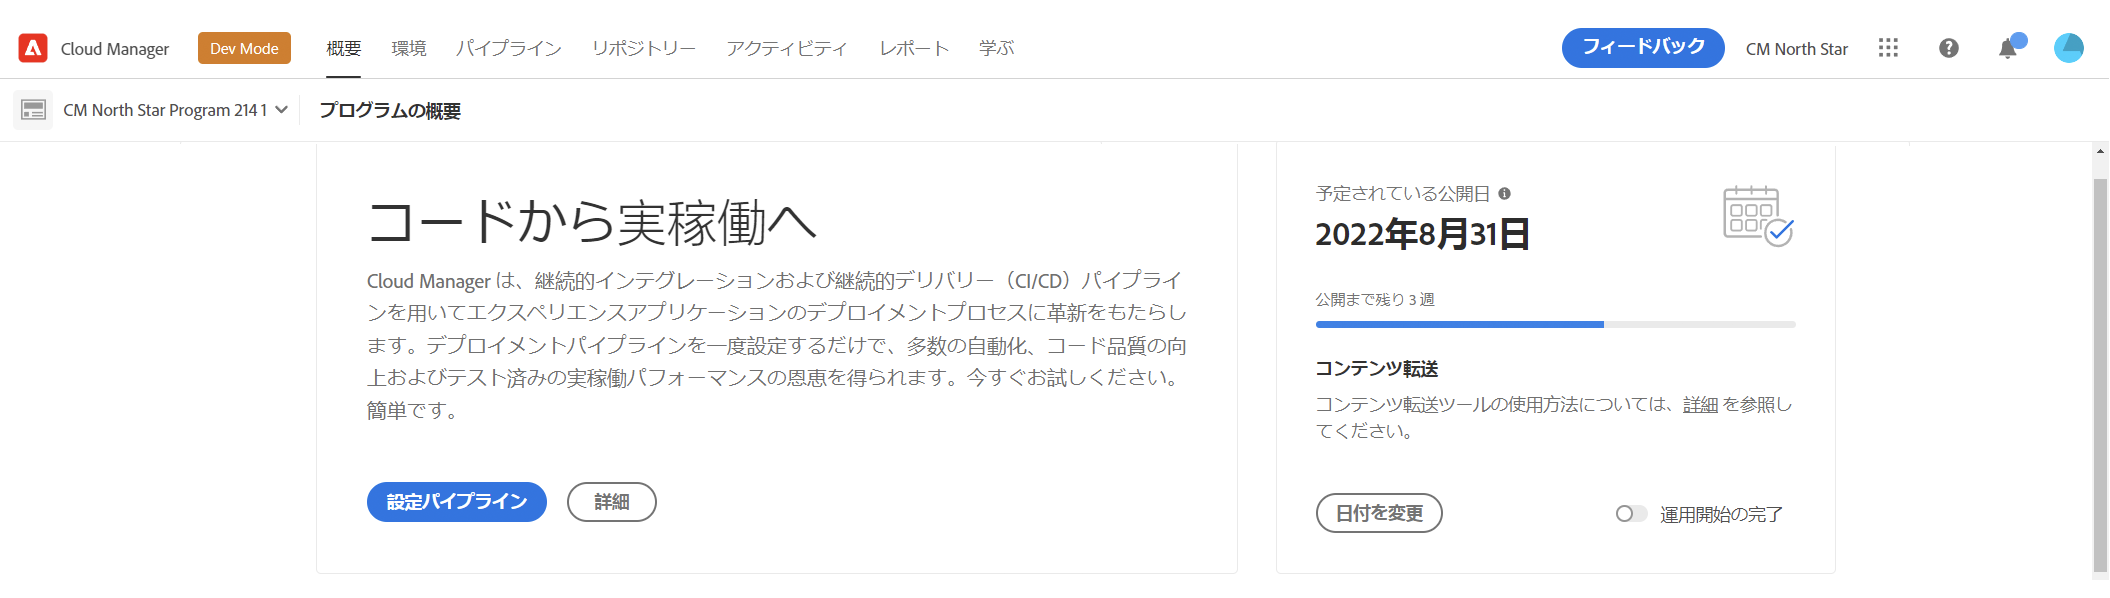 Cloud Manager Dev Mode 概要 環境 パイプライン リポジトリー アクティビティ レポート 学ぶ フィードバック CM North Star
CM North Star Program 214 1 プログラムの概要
コードから実稼働へ
Cloud Manager は、継続的インテグレーションおよび継続的デリバリー（CI/CD）パイプライ
ンを用いてエクスペリエンスアプリケーションのデプロイメントプロセスに革新をもたらし
ます。デプロイメントパイプラインを一度設定するだけで、多数の自動化、コード品質の向
上およびテスト済みの実稼働パフォーマンスの恩恵を得られます。今すぐお試しください。
簡単です。
設定パイプライン 詳細
予定されている公開日
2022年8月31日
公開まで残り 3 週
コンテンツ転送
コンテンツ転送ツールの使用方法については、詳細 を参照し
てください。
日付を変更 運用開始の完了